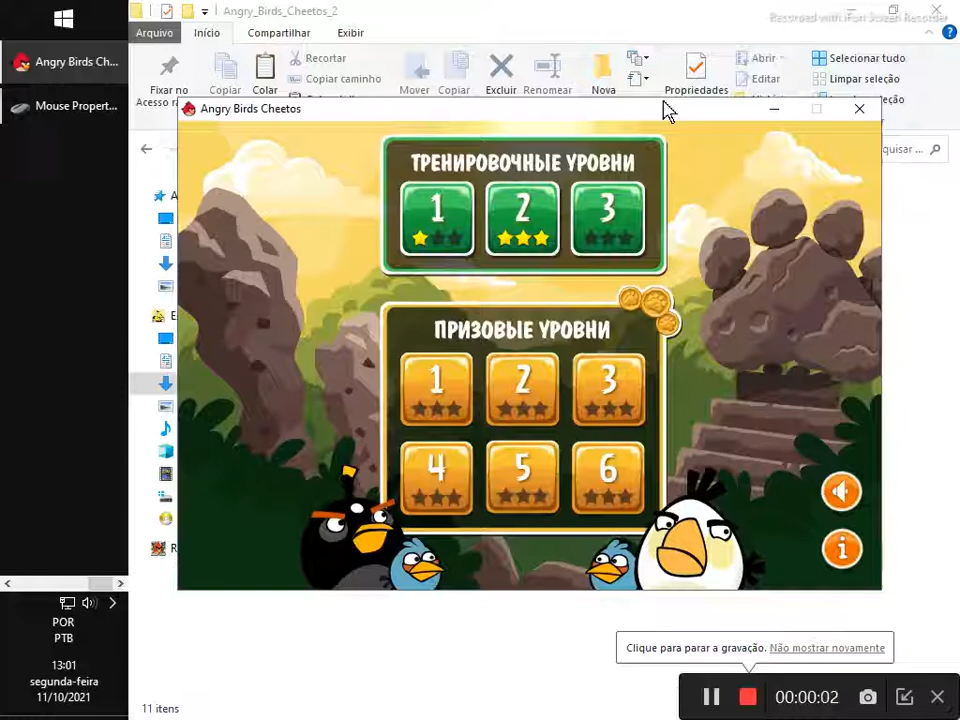 Angry_Birds_Cheetos_2
Recorded with iFun Screen Recorder
Arquivo
Início
Compartilhar
Exibir
Angry Birds Ch...
Mouse Propert...
Fixar no
Acesso
Copiar
Colar
Recortar
Copiar caminho
Mover
Copiar
Excluir
Renomear
Nova
Propriedades
Abrir
Editar
Selecionar tudo
Limpar seleção
Angry Birds Cheetos
quisar ...
ТРЕНИРОВОЧНЫЕ УРОВНИ
1 2 3
ПРИЗОВЫЕ УРОВНИ
1 2 3
4 5 6
POR
PTB
13:01
segunda-feira
11/10/2021
11 itens
Clique para parar a gravação. Não mostrar novamente
00:00:02